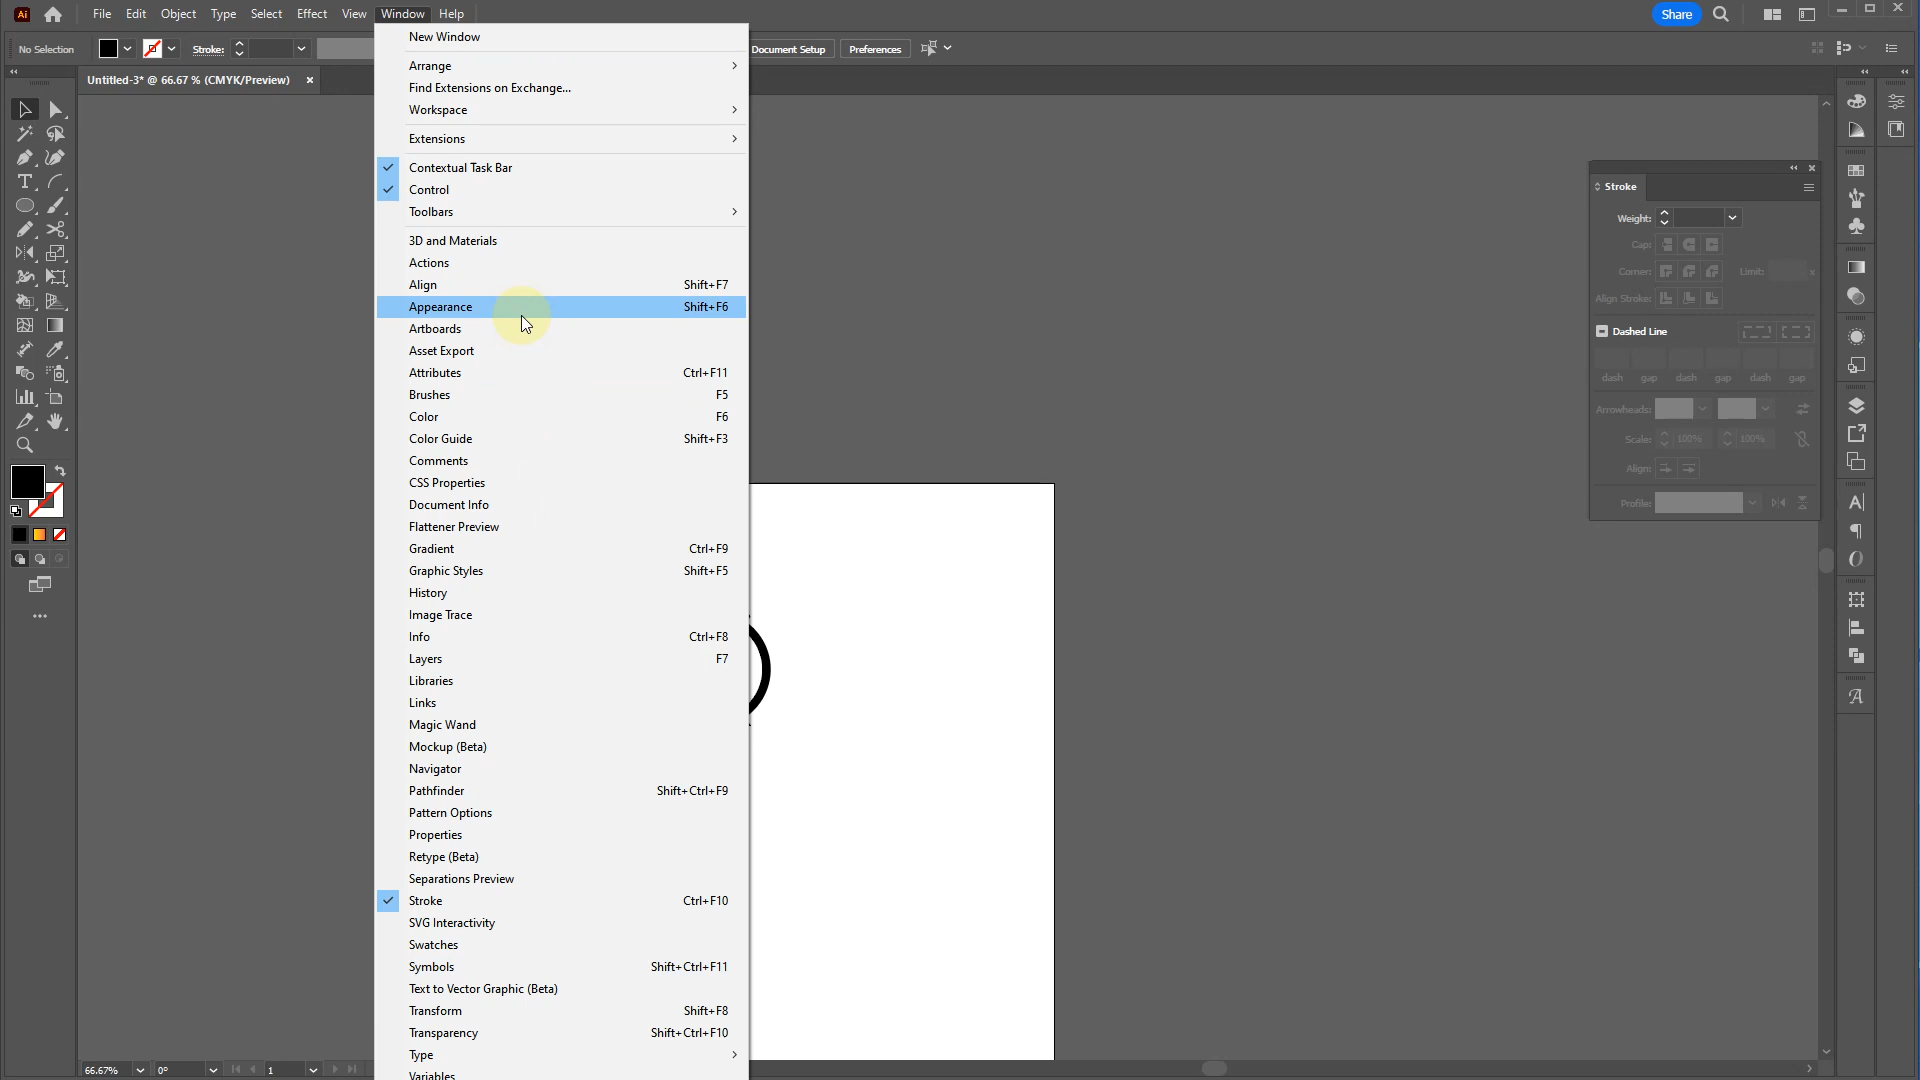 Ai File Edit Object Type Select Effect View Window Help Share
No Selection Stroke: Document Setup Preferences
Untitled-3* @ 66.67 % (CMYK/Preview) ×
New Window
Arrange
Find Extensions on Exchange...
Workspace
Extensions
Contextual Task Bar
Control
Toolbars
3D and Materials
Actions
Align Shift+F7
Appearance Shift+F6
Artboards
Asset Export
Attributes Ctrl+F11
Brushes F5
Color F6
Color Guide Shift+F3
Comments
CSS Properties
Document Info
Flattener Preview
Gradient Ctrl+F9
Graphic Styles Shift+F5
History
Image Trace
Info Ctrl+F8
Layers F7
Libraries
Links
Magic Wand
Mockup (Beta)
Navigator
Pathfinder Shift+Ctrl+F9
Pattern Options
Properties
Retype (Beta)
Separations Preview
Stroke Ctrl+F10
SVG Interactivity
Swatches
Symbols Shift+Ctrl+F11
Text to Vector Graphic (Beta)
Transform Shift+F8
Transparency Shift+Ctrl+F10
Type
Variables
Stroke
Weight:
Cap:
Corner: Limit: x
Align Stroke:
Dashed Line
dash gap dash gap dash gap
Arrowheads:
Scale: 100% 100%
Align:
Profile:
66.67% 0° 1